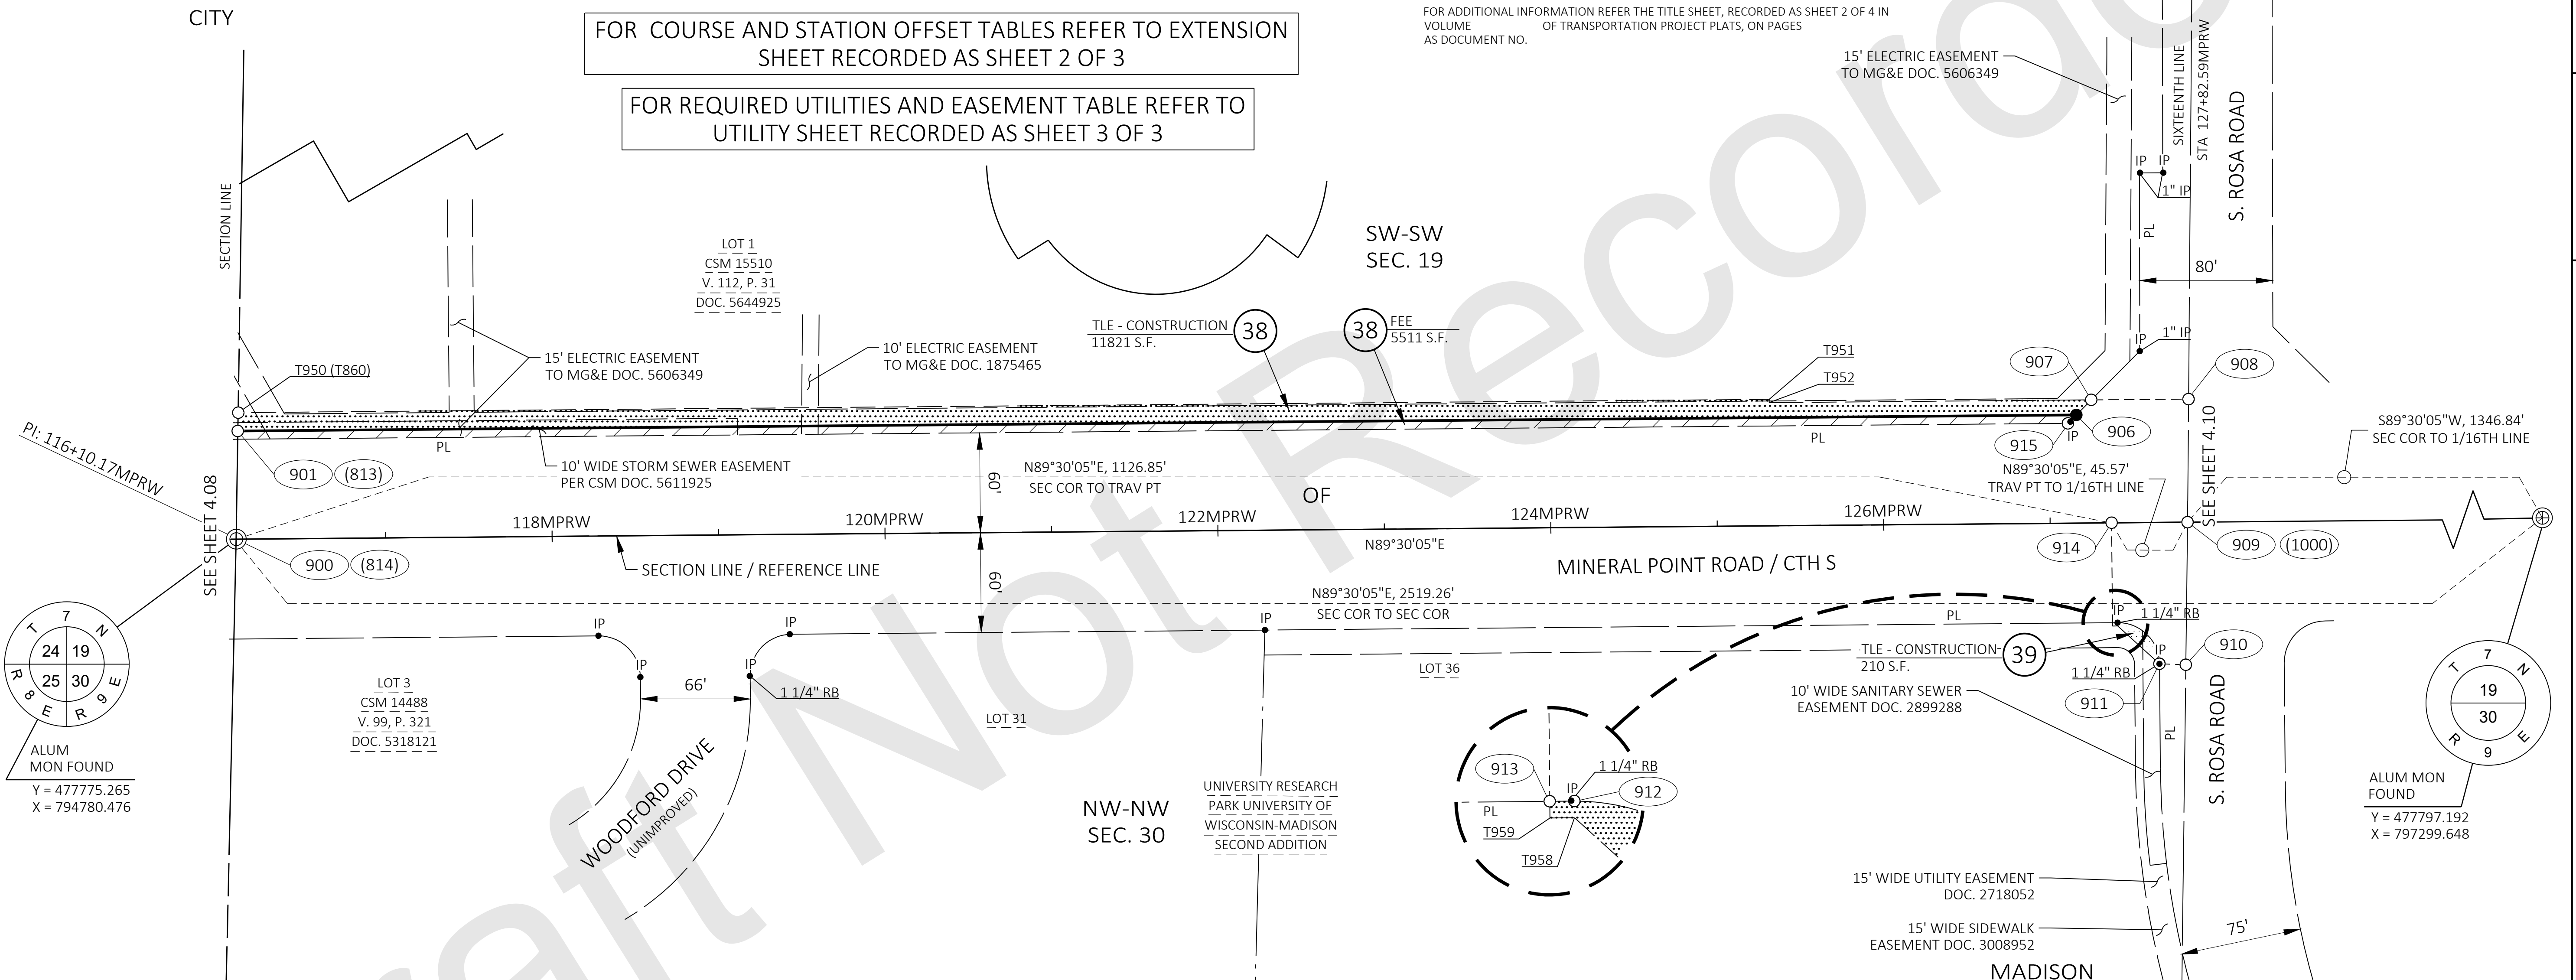 CITY
FOR COURSE AND STATION OFFSET TABLES REFER TO EXTENSION
SHEET RECORDED AS SHEET 2 OF 3
FOR REQUIRED UTILITIES AND EASEMENT TABLE REFER TO
UTILITY SHEET RECORDED AS SHEET 3 OF 3
FOR ADDITIONAL INFORMATION REFER THE TITLE SHEET, RECORDED AS SHEET 2 OF 4 IN
VOLUME OF TRANSPORTATION PROJECT PLATS, ON PAGES
AS DOCUMENT NO.
15' ELECTRIC EASEMENT
TO MG&E DOC. 5606349
SIXTEENTH LINE
STA 127+82.59MPRW
S. ROSA ROAD
IP IP
1" IP
PL
80'
1" IP
IP
SECTION LINE
LOT 1
CSM 15510
V. 112, P. 31
DOC. 5644925
SW-SW
SEC. 19
TLE - CONSTRUCTION
11821 S.F.
38
38
FEE
5511 S.F.
15' ELECTRIC EASEMENT
TO MG&E DOC. 5606349
10' ELECTRIC EASEMENT
TO MG&E DOC. 1875465
T950 (T860)
T951
T952
907
908
906
915
IP
PL
PL
901 (813)
10' WIDE STORM SEWER EASEMENT
PER CSM DOC. 5611925
60'
N89°30'05"E, 1126.85'
SEC COR TO TRAV PT
OF
N89°30'05"E, 45.57'
TRAV PT TO 1/16TH LINE
SEE SHEET 4.10
S89°30'05"W, 1346.84'
SEC COR TO 1/16TH LINE
PI: 116+10.17MPRW
SEE SHEET 4.08
118MPRW
120MPRW
122MPRW
124MPRW
126MPRW
900 (814)
SECTION LINE / REFERENCE LINE
60'
N89°30'05"E
MINERAL POINT ROAD / CTH S
914
909 (1000)
N89°30'05"E, 2519.26'
SEC COR TO SEC COR
IP
IP
IP
IP
IP
66'
1 1/4" RB
PL
IP
1 1/4" RB
TLE - CONSTRUCTION
210 S.F.
39
IP
1 1/4" RB
910
911
LOT 36
10' WIDE SANITARY SEWER
EASEMENT DOC. 2899288
PL
S. ROSA ROAD
T 7 N
24 19
25 30
R 8 E R 9 E
ALUM
MON FOUND
Y = 477775.265
X = 794780.476
LOT 3
CSM 14488
V. 99, P. 321
DOC. 5318121
WOODFORD DRIVE
(UNIMPROVED)
LOT 31
NW-NW
SEC. 30
UNIVERSITY RESEARCH
PARK UNIVERSITY OF
WISCONSIN-MADISON
SECOND ADDITION
913
IP
1 1/4" RB
912
PL
T959
T958
T 7 N
19
30
R 9 E
ALUM MON
FOUND
Y = 477797.192
X = 797299.648
15' WIDE UTILITY EASEMENT
DOC. 2718052
15' WIDE SIDEWALK
EASEMENT DOC. 3008952
75'
MADISON